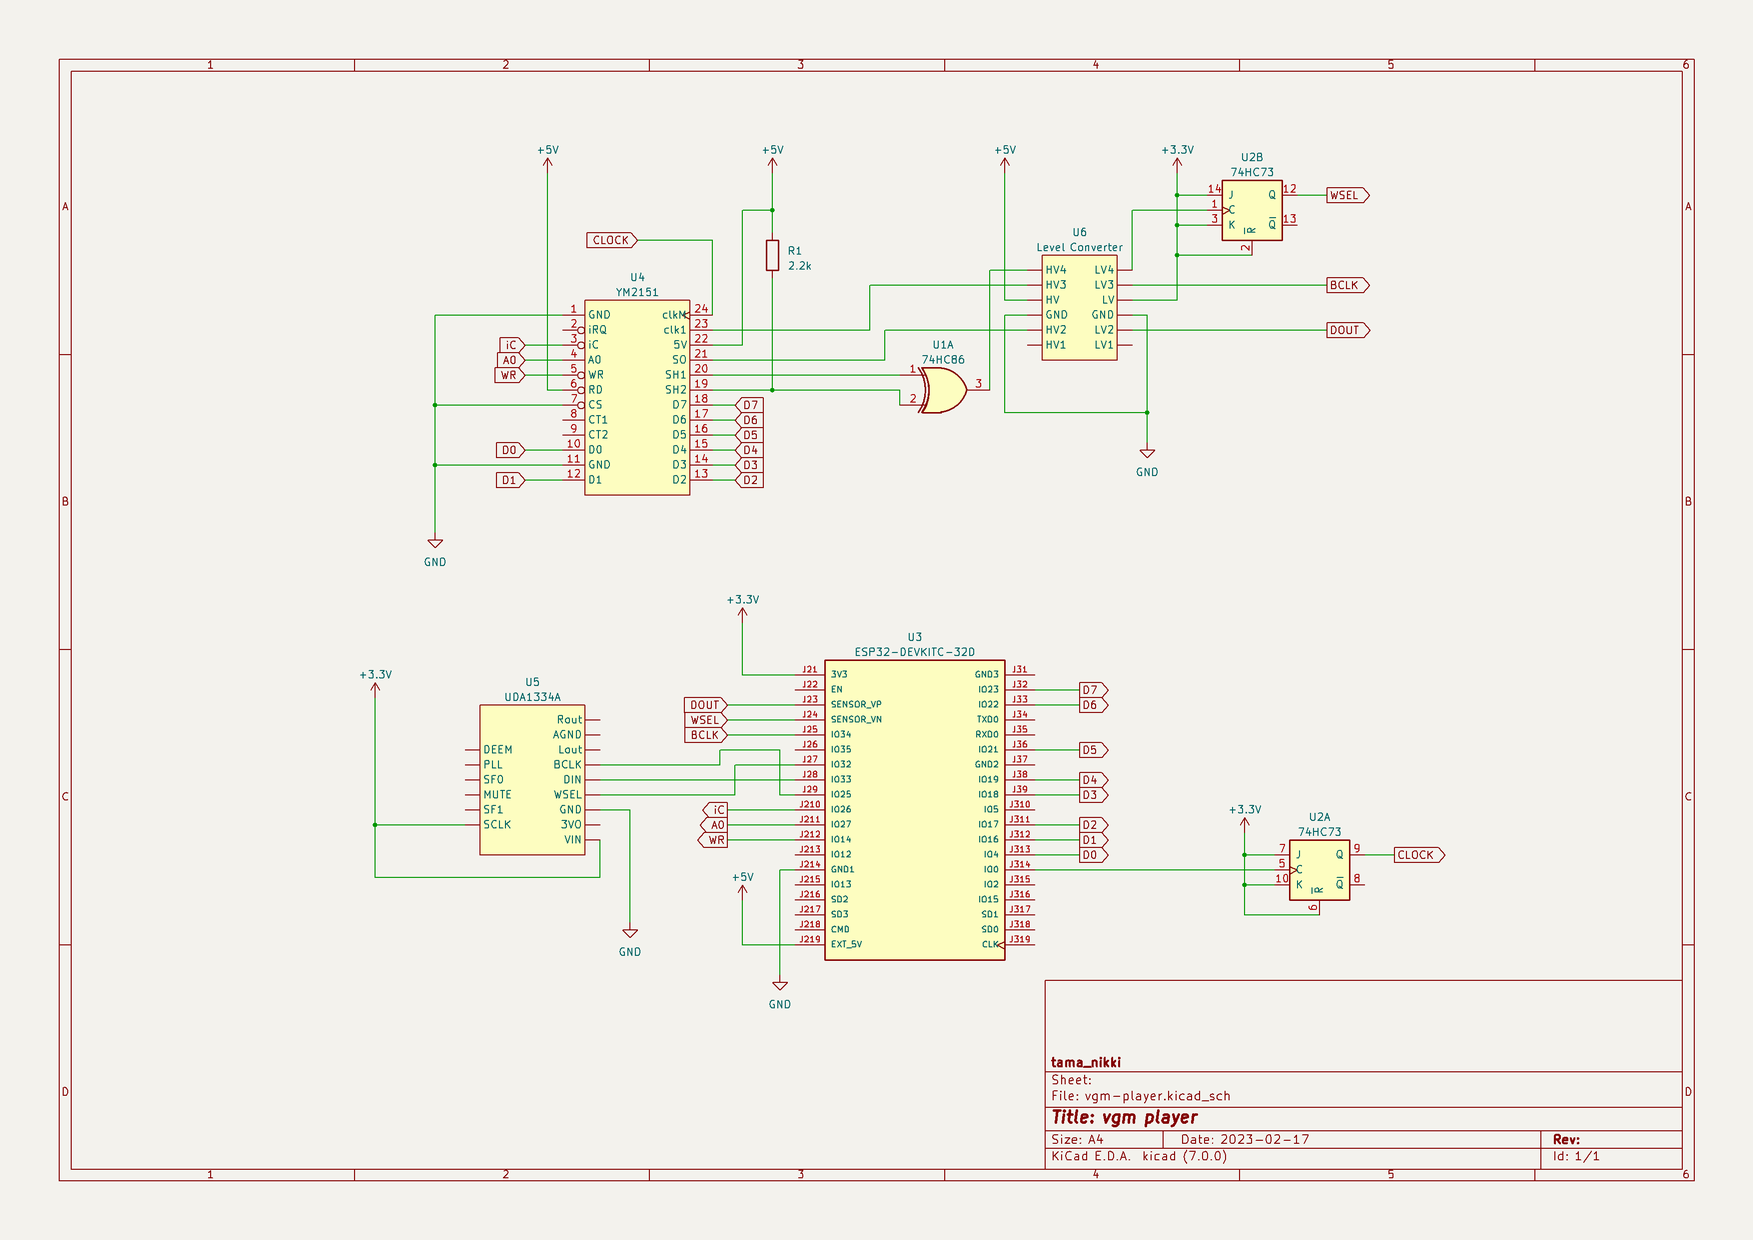 1 2 3 4 5 6
A A
B B
C C
D D
+5V
+5V
+5V
+3.3V
U2B
74HC73
14 J Q 12
1 C
3 K Q 13
R
2
WSEL
CLOCK
R1
2.2k
U6
Level Converter
HV4 LV4
HV3 LV3
HV LV
GND GND
HV2 LV2
HV1 LV1
BCLK
DOUT
GND
U4
YM2151
1 GND clkM 24
2 iRQ clk1 23
3 iC 5V 22
4 A0 SO 21
5 WR SH1 20
6 RD SH2 19
7 CS D7 18
8 CT1 D6 17
9 CT2 D5 16
10 D0 D4 15
11 GND D3 14
12 D1 D2 13
iC
A0
WR
D0
D1
D7
D6
D5
D4
D3
D2
U1A
74HC86
1
2
3
GND
+3.3V
+3.3V
U5
UDA1334A
Rout
AGND
DEEM Lout
PLL BCLK
SF0 DIN
MUTE WSEL
SF1 GND
SCLK 3VO
VIN
GND
U3
ESP32-DEVKITC-32D
J21 3V3 GND3 J31
J22 EN IO23 J32
J23 SENSOR_VP IO22 J33
J24 SENSOR_VN TXD0 J34
J25 IO34 RXD0 J35
J26 IO35 IO21 J36
J27 IO32 GND2 J37
J28 IO33 IO19 J38
J29 IO25 IO18 J39
J210 IO26 IO5 J310
J211 IO27 IO17 J311
J212 IO14 IO16 J312
J213 IO12 IO4 J313
J214 GND1 IO0 J314
J215 IO13 IO2 J315
J216 SD2 IO15 J316
J217 SD3 SD1 J317
J218 CMD SD0 J318
J219 EXT_5V CLK J319
DOUT
WSEL
BCLK
iC
A0
WR
+5V
GND
D7
D6
D5
D4
D3
D2
D1
D0
+3.3V
U2A
74HC73
7 J Q 9
5 C
10 K Q 8
R
6
CLOCK
tama_nikki
Sheet:
File: vgm-player.kicad_sch
Title: vgm player
Size: A4 Date: 2023-02-17 Rev:
KiCad E.D.A. kicad (7.0.0) Id: 1/1
1 2 3 4 5 6